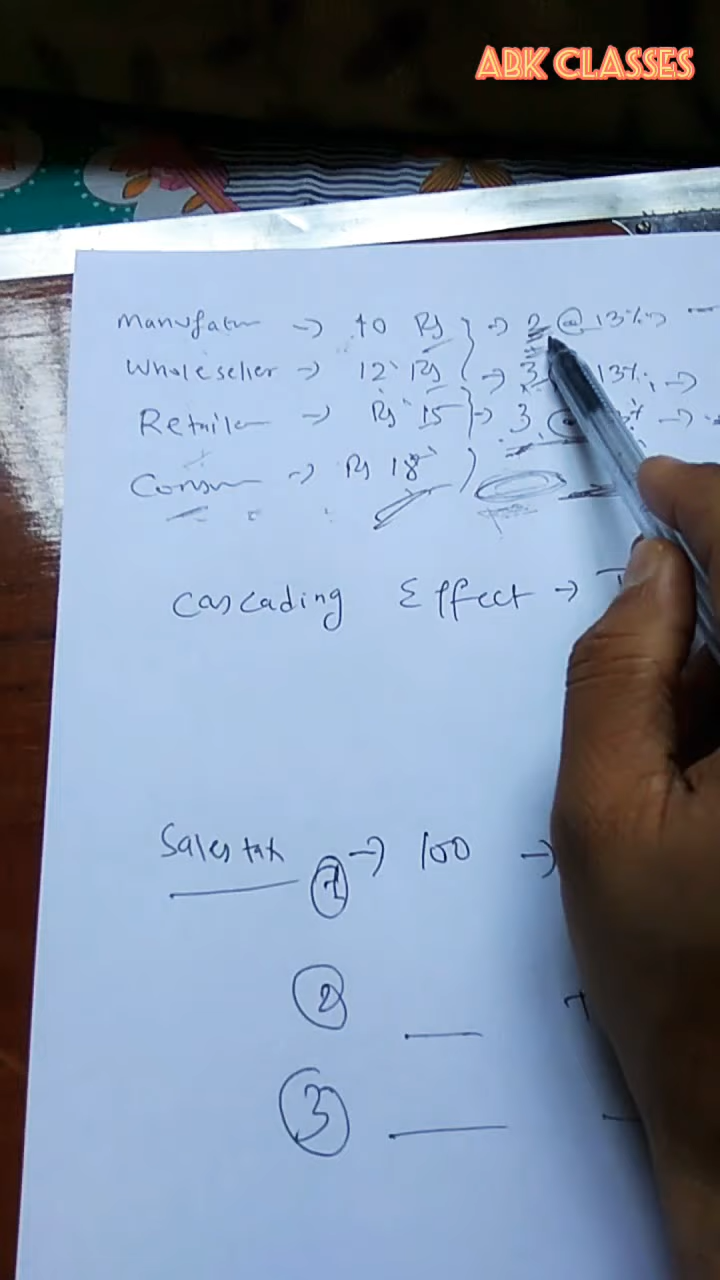 ABK CLASSES
Manufatur -> 10 Rs } -> 2 @ 13% ->
Wholeseller -> 12 Rs -> 3 13% ->
Retailer -> Rs 15 } -> 3 @ % ->
Consum -> Rs 18 )
Cascading Effect -> T
Sales tax 1 -> 100 ->
2
3